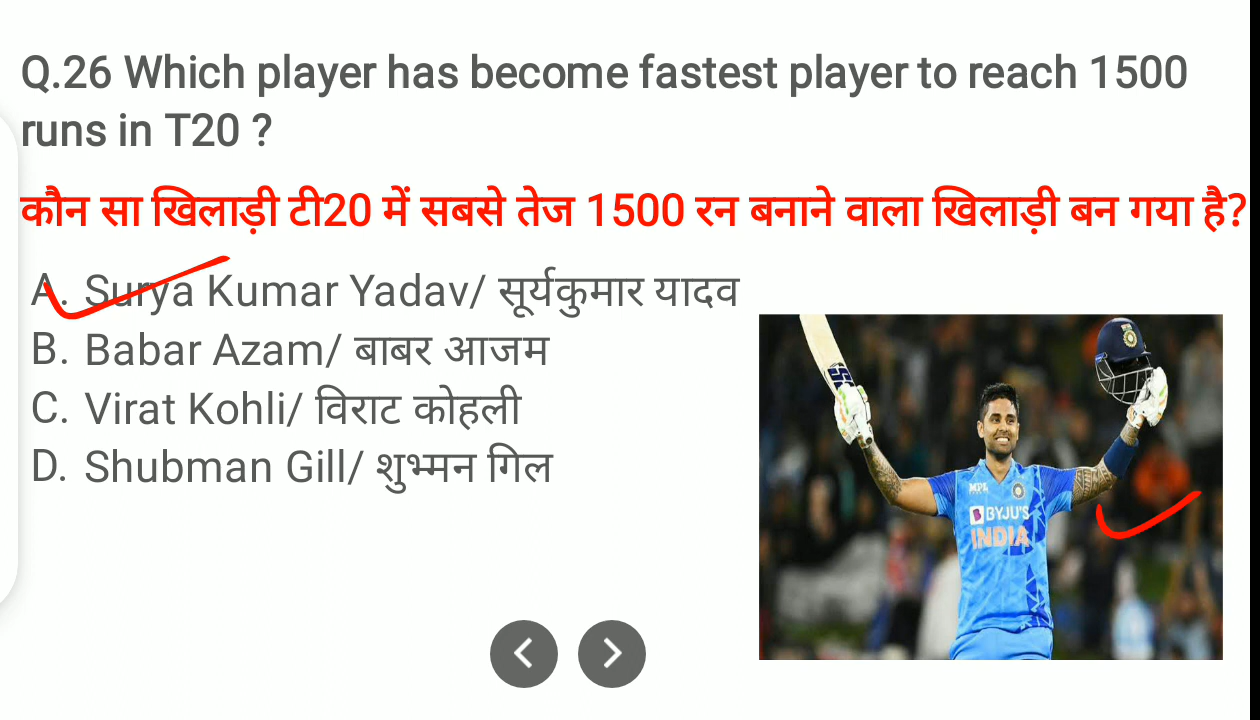 Q.26 Which player has become fastest player to reach 1500
runs in T20 ?
कौन सा खिलाड़ी टी20 में सबसे तेज 1500 रन बनाने वाला खिलाड़ी बन गया है?
A. Surya Kumar Yadav/ सूर्यकुमार यादव
B. Babar Azam/ बाबर आजम
C. Virat Kohli/ विराट कोहली
D. Shubman Gill/ शुभ्मन गिल
MPL
BYJU'S
INDIA